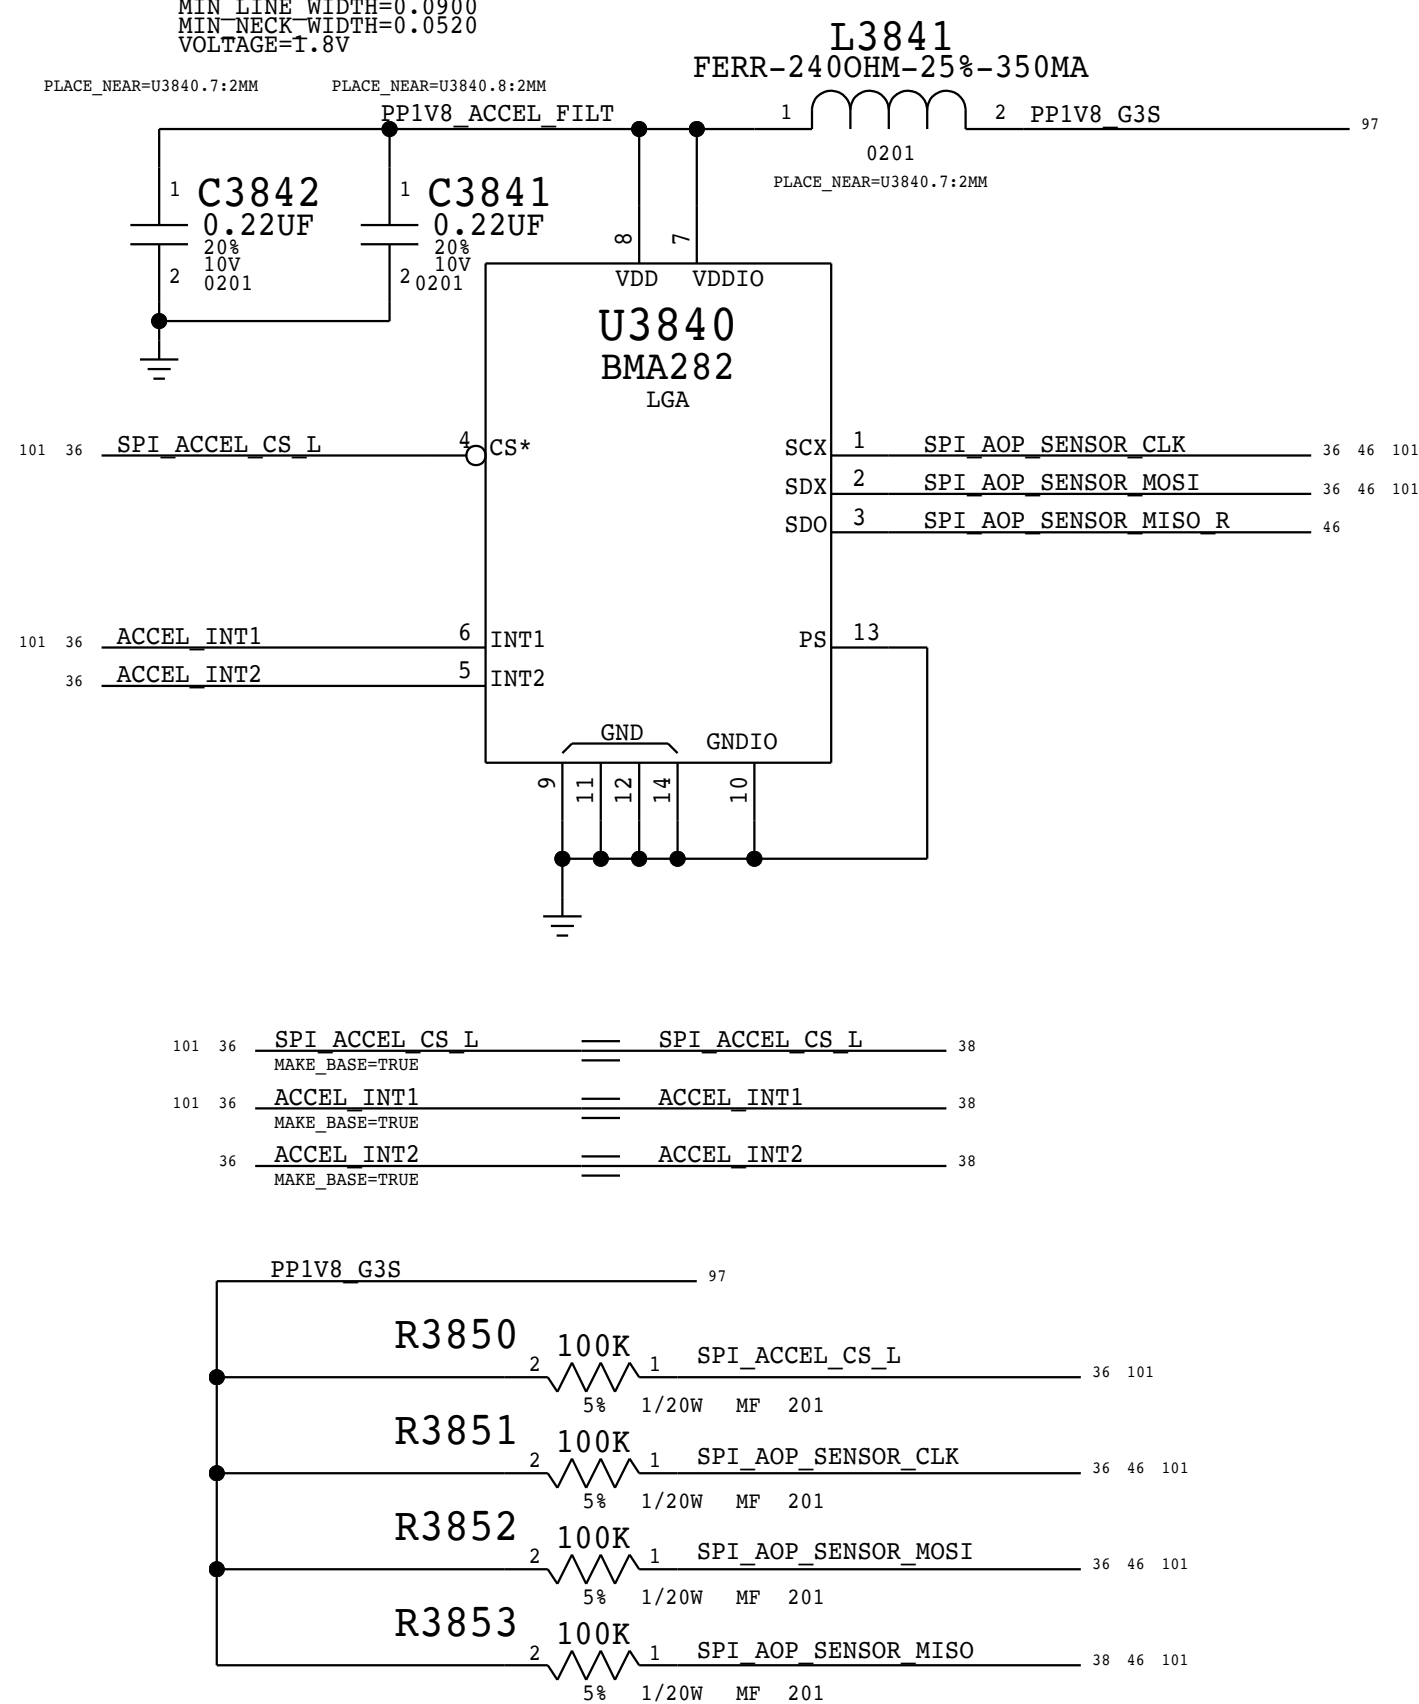 MIN_LINE_WIDTH=0.0900
MIN_NECK_WIDTH=0.0520
VOLTAGE=1.8V
L3841
FERR-240OHM-25%-350MA
PLACE_NEAR=U3840.7:2MM PLACE_NEAR=U3840.8:2MM
PP1V8_ACCEL_FILT 1 2 PP1V8_G3S 97
0201
PLACE_NEAR=U3840.7:2MM
1 C3842 1 C3841
0.22UF 0.22UF
20% 20%
10V 10V
2 0201 2 0201
8 7
VDD VDDIO
U3840
BMA282
LGA
101 36 SPI_ACCEL_CS_L 4 CS* SCX 1 SPI_AOP_SENSOR_CLK 36 46 101
SDX 2 SPI_AOP_SENSOR_MOSI 36 46 101
SDO 3 SPI_AOP_SENSOR_MISO_R 46
101 36 ACCEL_INT1 6 INT1 PS 13
36 ACCEL_INT2 5 INT2
GND GNDIO
9 11 12 14 10
101 36 SPI_ACCEL_CS_L SPI_ACCEL_CS_L 38
MAKE_BASE=TRUE
101 36 ACCEL_INT1 ACCEL_INT1 38
MAKE_BASE=TRUE
36 ACCEL_INT2 ACCEL_INT2 38
MAKE_BASE=TRUE
PP1V8_G3S 97
R3850 2 100K 1 SPI_ACCEL_CS_L 36 101
5% 1/20W MF 201
R3851 2 100K 1 SPI_AOP_SENSOR_CLK 36 46 101
5% 1/20W MF 201
R3852 2 100K 1 SPI_AOP_SENSOR_MOSI 36 46 101
5% 1/20W MF 201
R3853 2 100K 1 SPI_AOP_SENSOR_MISO 38 46 101
5% 1/20W MF 201